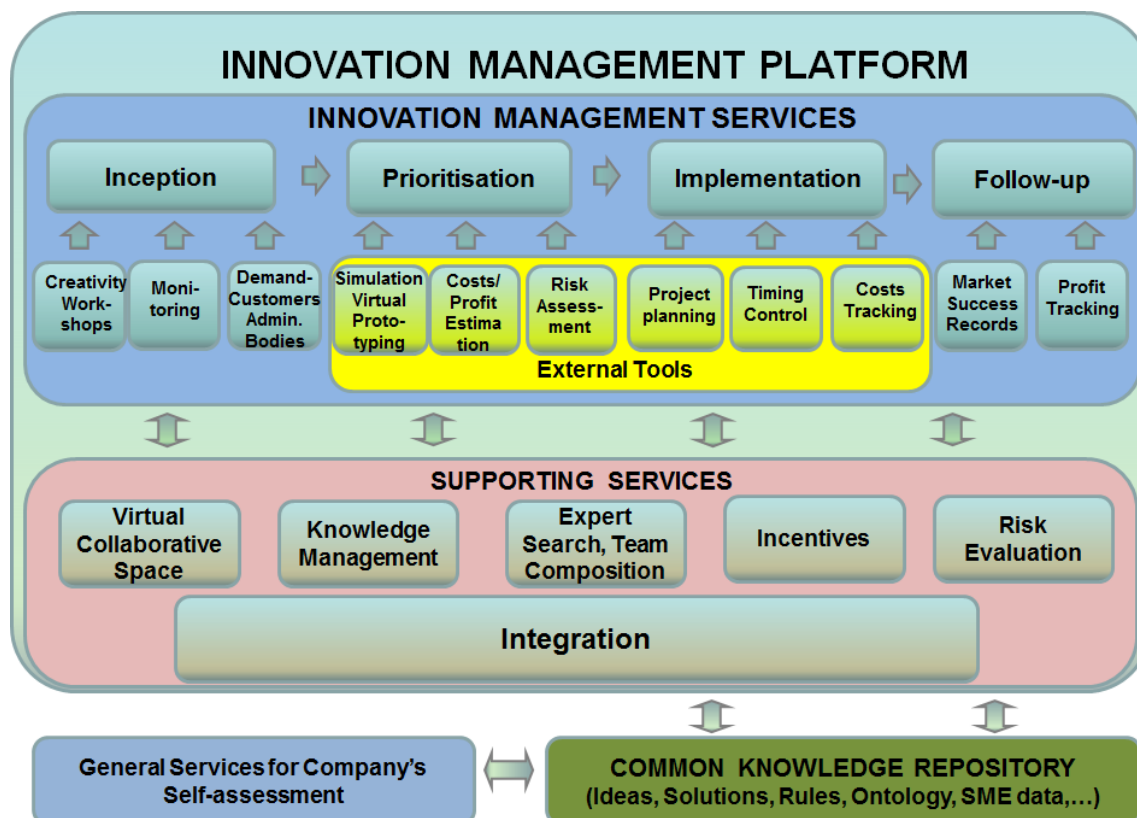 INNOVATION MANAGEMENT PLATFORM
INNOVATION MANAGEMENT SERVICES
Inception
Prioritisation
Implementation
Follow-up
Creativity
Work-
shops
Moni-
toring
Demand-
Customers
Admin.
Bodies
Simulation
Virtual
Proto-
typing
Costs/
Profit
Estima
tion
Risk
Assess-
ment
Project
planning
Timing
Control
Costs
Tracking
Market
Success
Records
Profit
Tracking
External Tools
SUPPORTING SERVICES
Virtual
Collaborative
Space
Knowledge
Management
Expert
Search, Team
Composition
Incentives
Risk
Evaluation
Integration
General Services for Company’s
Self-assessment
COMMON KNOWLEDGE REPOSITORY
(Ideas, Solutions, Rules, Ontology, SME data,…)